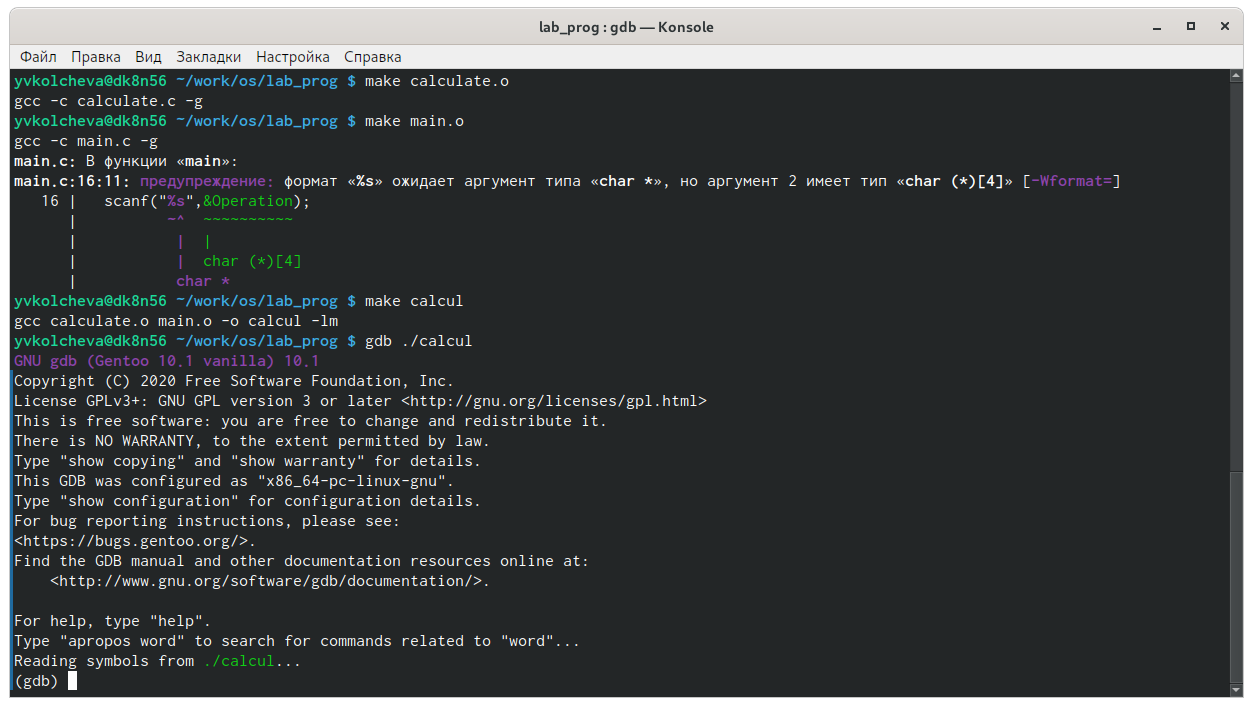 lab_prog : gdb — Konsole
Файл Правка Вид Закладки Настройка Справка
yvkolcheva@dk8n56 ~/work/os/lab_prog $ make calculate.o
gcc -c calculate.c -g
yvkolcheva@dk8n56 ~/work/os/lab_prog $ make main.o
gcc -c main.c -g
main.c: В функции «main»:
main.c:16:11: предупреждение: формат «%s» ожидает аргумент типа «char *», но аргумент 2 имеет тип «char (*)[4]» [-Wformat=]
   16 |   scanf("%s",&Operation);
      |          ~^  ~~~~~~~~~~
      |           |  |
      |           |  char (*)[4]
      |           char *
yvkolcheva@dk8n56 ~/work/os/lab_prog $ make calcul
gcc calculate.o main.o -o calcul -lm
yvkolcheva@dk8n56 ~/work/os/lab_prog $ gdb ./calcul
GNU gdb (Gentoo 10.1 vanilla) 10.1
Copyright (C) 2020 Free Software Foundation, Inc.
License GPLv3+: GNU GPL version 3 or later <http://gnu.org/licenses/gpl.html>
This is free software: you are free to change and redistribute it.
There is NO WARRANTY, to the extent permitted by law.
Type "show copying" and "show warranty" for details.
This GDB was configured as "x86_64-pc-linux-gnu".
Type "show configuration" for configuration details.
For bug reporting instructions, please see:
<https://bugs.gentoo.org/>.
Find the GDB manual and other documentation resources online at:
    <http://www.gnu.org/software/gdb/documentation/>.

For help, type "help".
Type "apropos word" to search for commands related to "word"...
Reading symbols from ./calcul...
(gdb)